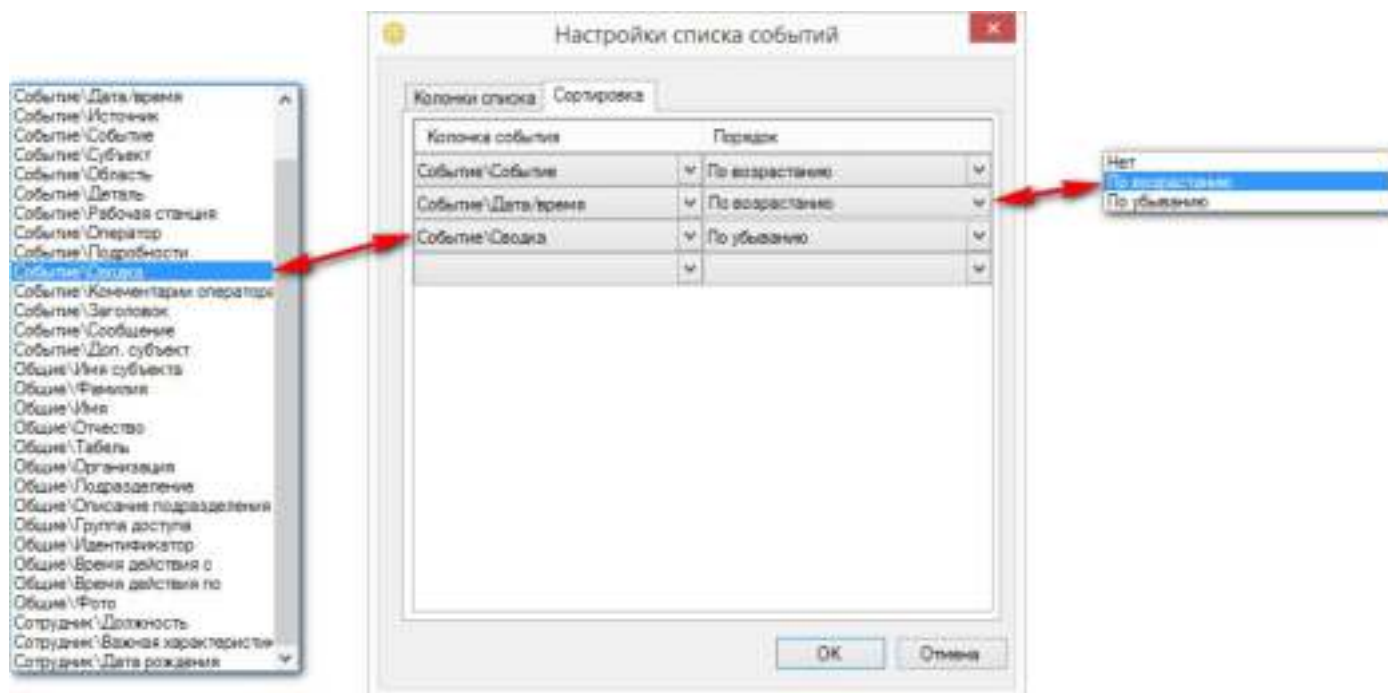 Событие\Дата/время
Событие\Источник
Событие\Событие
Событие\Субъект
Событие\Область
Событие\Деталь
Событие\Рабочая станция
Событие\Оператор
Событие\Подробности
Событие\Сводка
Событие\Комментарии оператора
Событие\Заголовок
Событие\Сообщение
Событие\Доп. субъект
Общие\Имя субъекта
Общие\Фамилия
Общие\Имя
Общие\Отчество
Общие\Табель
Общие\Организация
Общие\Подразделение
Общие\Описание подразделения
Общие\Группа доступа
Общие\Идентификатор
Общие\Время действия с
Общие\Время действия по
Общие\Фото
Сотрудник\Должность
Сотрудник\Важная характеристик
Сотрудник\Дата рождения
Настройки списка событий
Колонки списка Сортировка
Колонка события Порядок
Событие\Событие По возрастанию
Событие\Дата/время По возрастанию
Событие\Сводка По убыванию
OK Отмена
Нет
По возрастанию
По убыванию